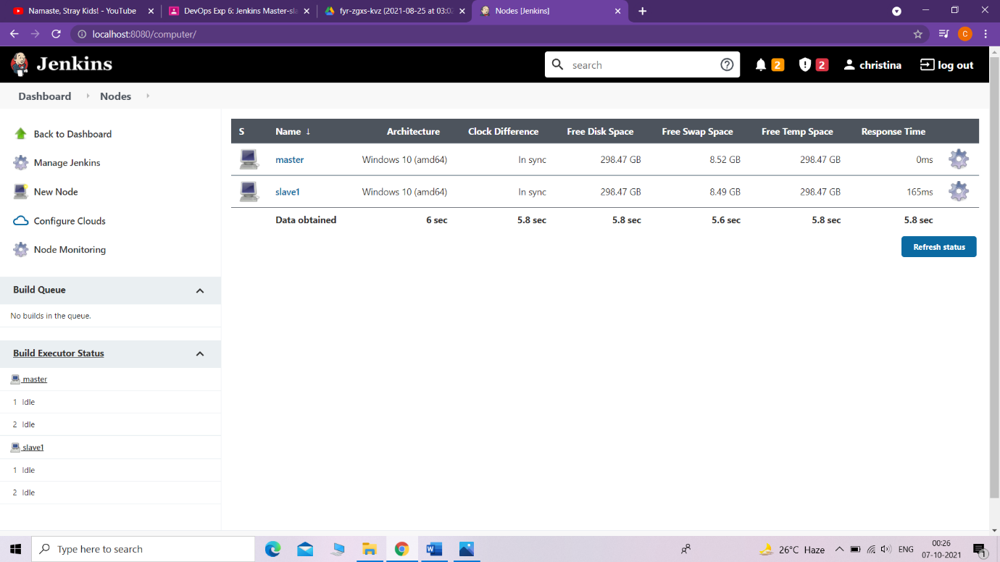 Namaste, Stray Kids! - YouTube
DevOps Exp 6: Jenkins Master-sla
fyr-zgxs-kvz (2021-08-25 at 03:02
Nodes [Jenkins]
localhost:8080/computer/
C
Jenkins
search
2
2
christina
log out
Dashboard
Nodes
Back to Dashboard
Manage Jenkins
New Node
Configure Clouds
Node Monitoring
Build Queue
No builds in the queue.
Build Executor Status
master
1 Idle
2 Idle
slave1
1 Idle
2 Idle
S Name ↓ Architecture Clock Difference Free Disk Space Free Swap Space Free Temp Space Response Time
master Windows 10 (amd64) In sync 298.47 GB 8.52 GB 298.47 GB 0ms
slave1 Windows 10 (amd64) In sync 298.47 GB 8.49 GB 298.47 GB 165ms
Data obtained 6 sec 5.8 sec 5.8 sec 5.6 sec 5.8 sec 5.8 sec
Refresh status
Type here to search
26°C Haze
ENG
00:26
07-10-2021
1